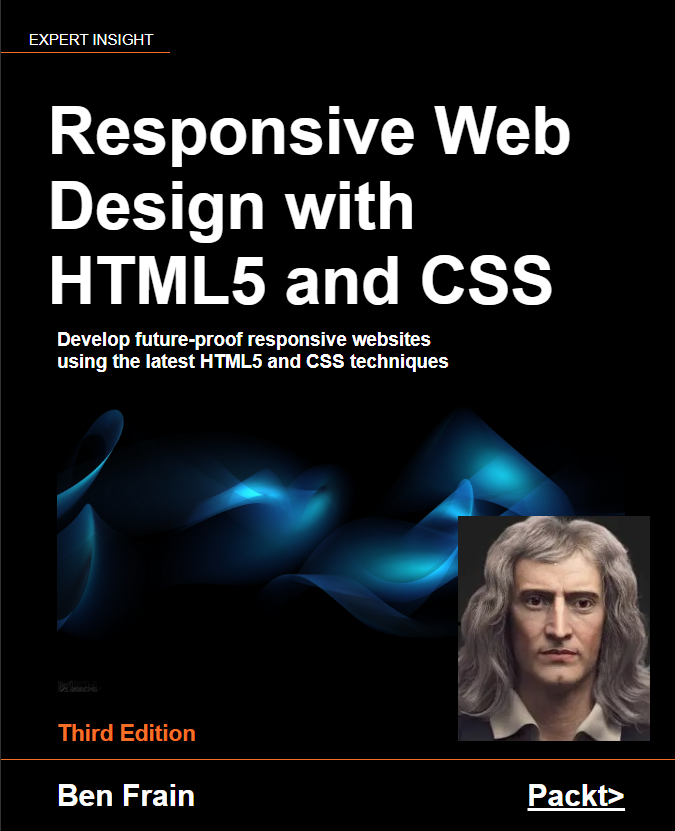 EXPERT INSIGHT
Responsive Web
Design with
HTML5 and CSS
Develop future-proof responsive websites
using the latest HTML5 and CSS techniques
Third Edition
Ben Frain
Packt>